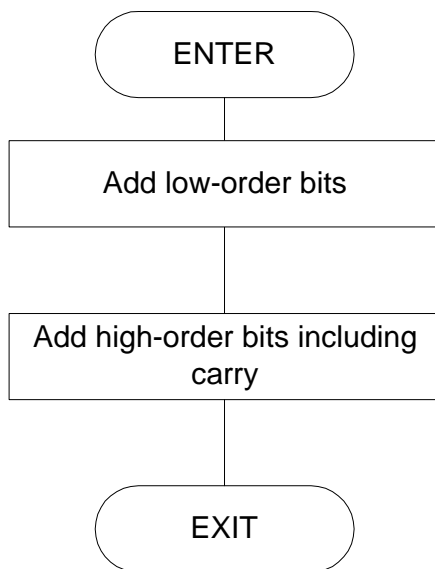 ENTER
Add low-order bits
Add high-order bits including
carry
EXIT